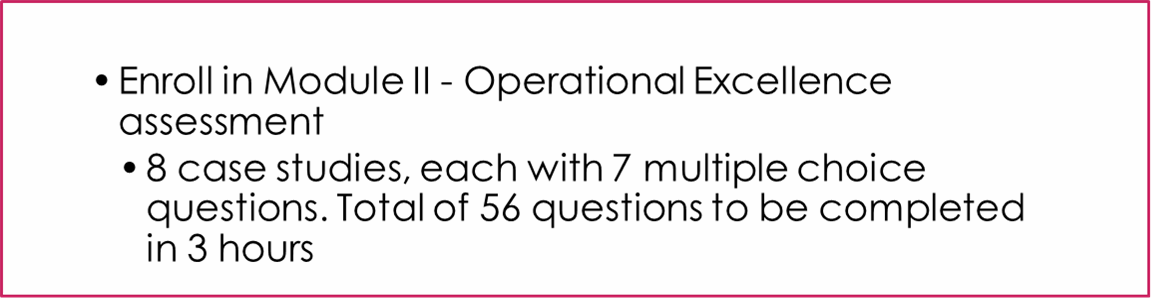 • Enroll in Module II - Operational Excellence
assessment
• 8 case studies, each with 7 multiple choice
questions. Total of 56 questions to be completed
in 3 hours